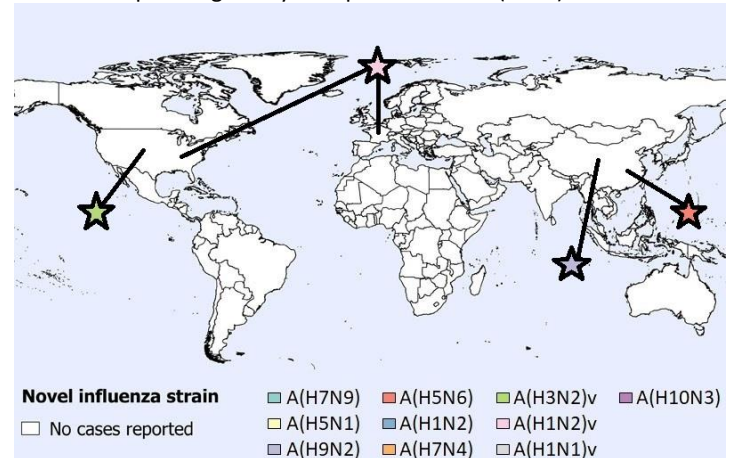 Novel influenza strain
No cases reported
A(H7N9) A(H5N6) A(H3N2)v A(H10N3)
A(H5N1) A(H1N2) A(H1N2)v
A(H9N2) A(H7N4) A(H1N1)v